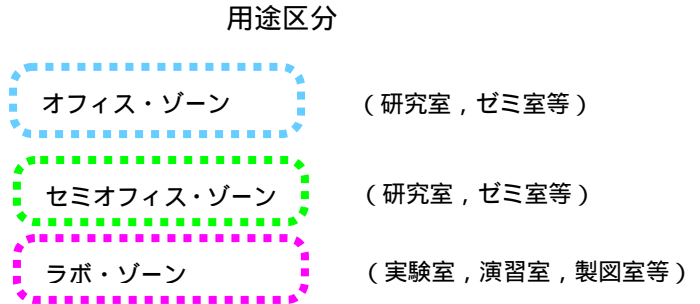 用途区分
オフィス・ゾーン (研究室,ゼミ室等)
セミオフィス・ゾーン (研究室,ゼミ室等)
ラボ・ゾーン (実験室,演習室,製図室等)